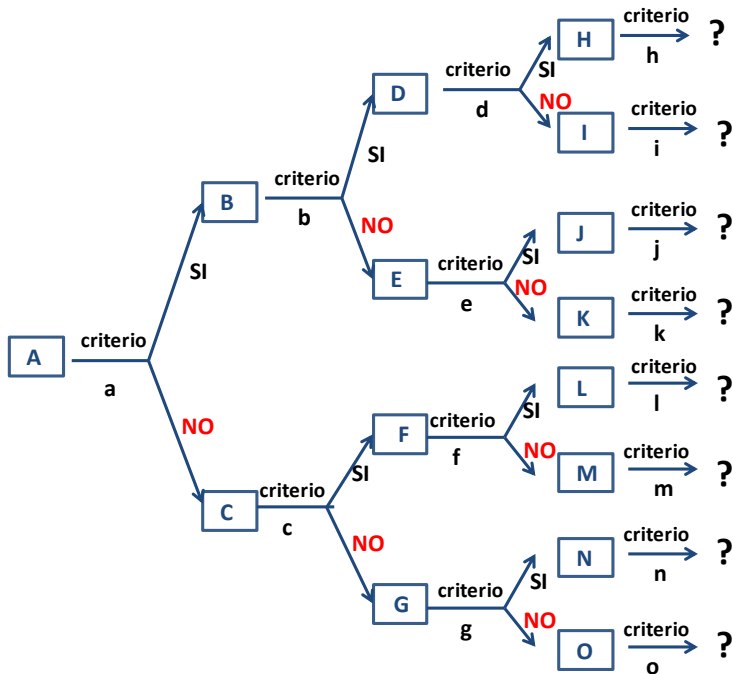 A
criterio
a
SI
NO
B
criterio
b
SI
NO
C
criterio
c
SI
NO
D
criterio
d
SI
NO
E
criterio
e
SI
NO
F
criterio
f
SI
NO
G
criterio
g
SI
NO
H
criterio
h
?
I
criterio
i
?
J
criterio
j
?
K
criterio
k
?
L
criterio
l
?
M
criterio
m
?
N
criterio
n
?
O
criterio
o
?